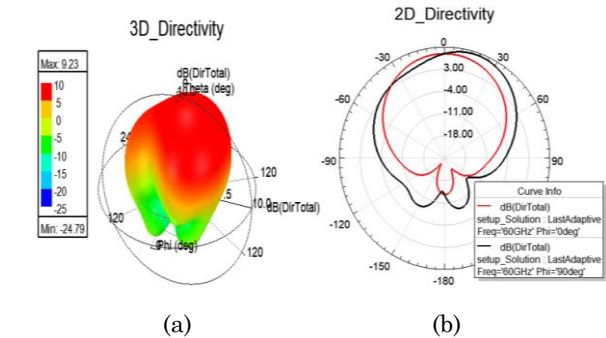 3D_Directivity
Max: 9.23
10
5
0
-5
-10
-15
-20
-25
Min: -24.79
dB(DirTotal)
120
10.0
dB(DirTotal)
120
120
Phi (deg)
(a)
2D_Directivity
0
-30
30
-60
60
-90
90
-120
-150
-180
3.00
-4.00
-11.00
-18.00
Curve Info
dB(DirTotal)
setup_Solution : LastAdaptive
Freq='60GHz' Phi='0deg'
dB(DirTotal)
setup_Solution : LastAdaptive
Freq='60GHz' Phi='90deg'
(b)